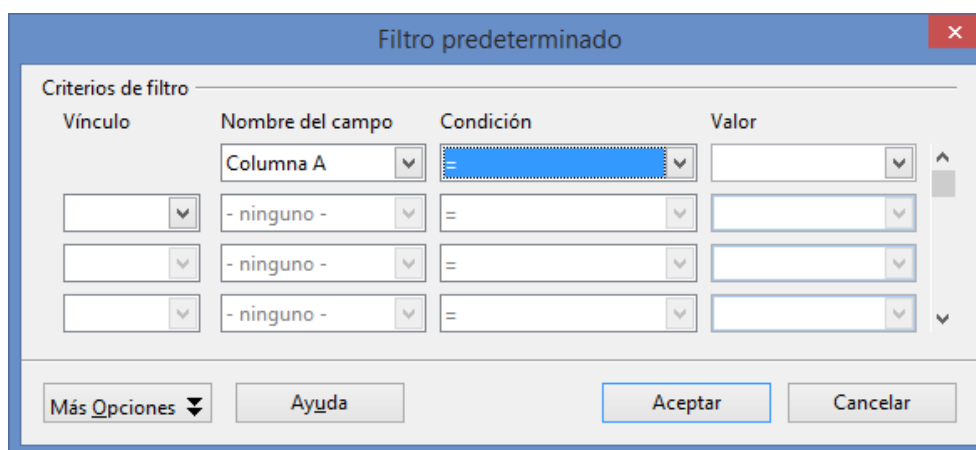 Filtro predeterminado
Criterios de filtro
Vínculo Nombre del campo Condición Valor
Columna A =
- ninguno - =
- ninguno - =
- ninguno - =
Más Opciones Ayuda Aceptar Cancelar